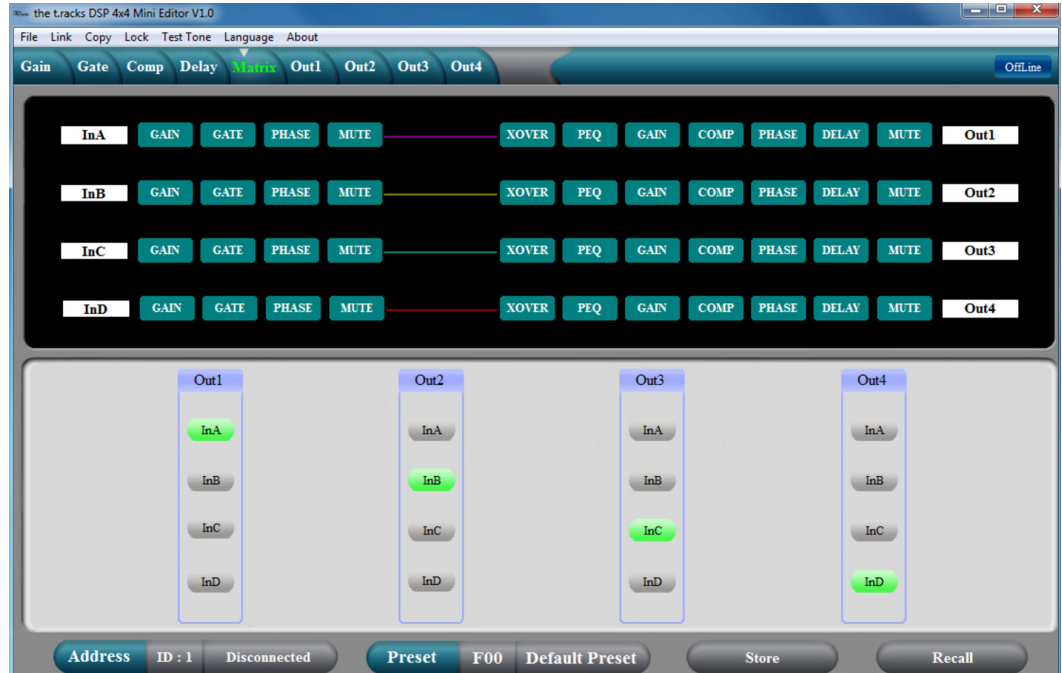 the t.racks DSP 4x4 Mini Editor V1.0
File Link Copy Lock Test Tone Language About
Gain Gate Comp Delay Matrix Out1 Out2 Out3 Out4 OffLine
InA GAIN GATE PHASE MUTE XOVER PEQ GAIN COMP PHASE DELAY MUTE Out1
InB GAIN GATE PHASE MUTE XOVER PEQ GAIN COMP PHASE DELAY MUTE Out2
InC GAIN GATE PHASE MUTE XOVER PEQ GAIN COMP PHASE DELAY MUTE Out3
InD GAIN GATE PHASE MUTE XOVER PEQ GAIN COMP PHASE DELAY MUTE Out4
Out1 Out2 Out3 Out4
InA InA InA InA
InB InB InB InB
InC InC InC InC
InD InD InD InD
Address ID : 1 Disconnected Preset F00 Default Preset Store Recall